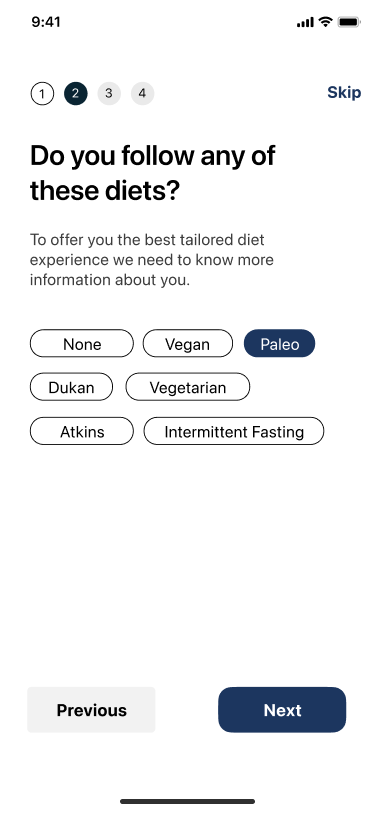 9:41
1 2 3 4 Skip
Do you follow any of
these diets?
To offer you the best tailored diet
experience we need to know more
information about you.
None Vegan Paleo
Dukan Vegetarian
Atkins Intermittent Fasting
Previous Next